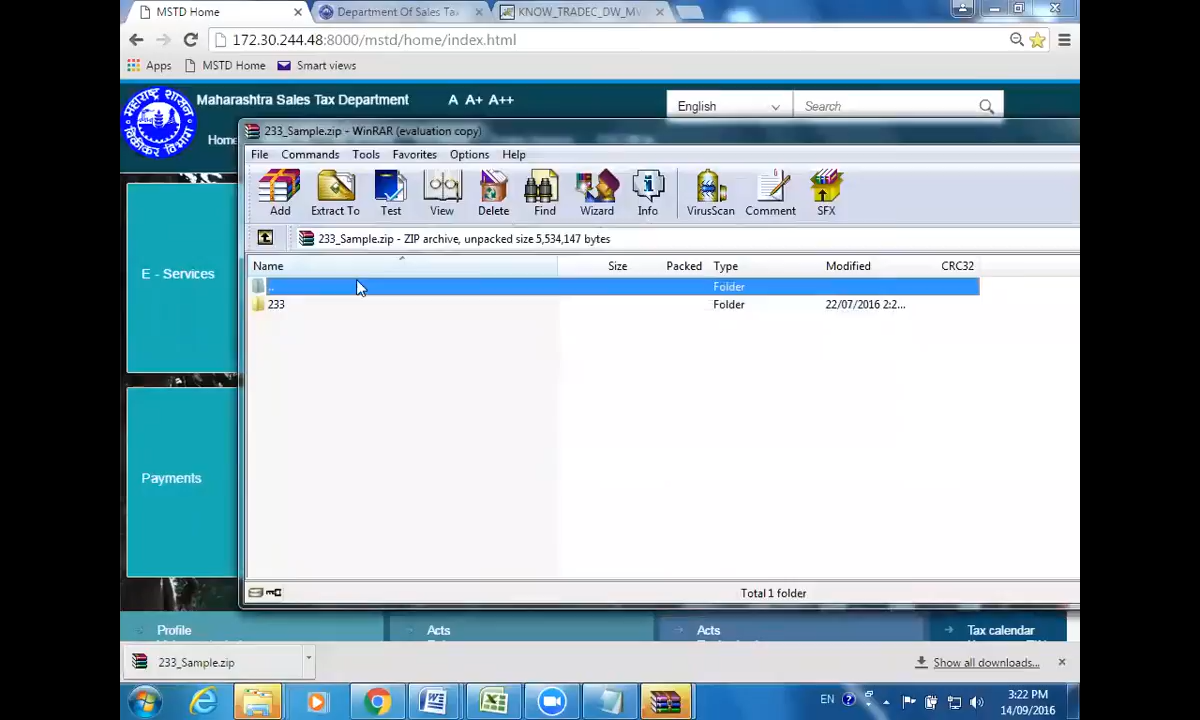 MSTD Home
Department Of Sales Ta
KNOW_TRADEC_DW_MV
172.30.244.48:8000/mstd/home/index.html
Apps
MSTD Home
Smart views
Maharashtra Sales Tax Department
A A+ A++
English
Search
Home
233_Sample.zip - WinRAR (evaluation copy)
File Commands Tools Favorites Options Help
Add
Extract To
Test
View
Delete
Find
Wizard
Info
VirusScan
Comment
SFX
233_Sample.zip - ZIP archive, unpacked size 5,534,147 bytes
Name Size Packed Type Modified CRC32
.. Folder
233 Folder 22/07/2016 2:2...
E - Services
Payments
Total 1 folder
Profile
Acts
Acts
Tax calendar
233_Sample.zip
Show all downloads...
EN
3:22 PM
14/09/2016